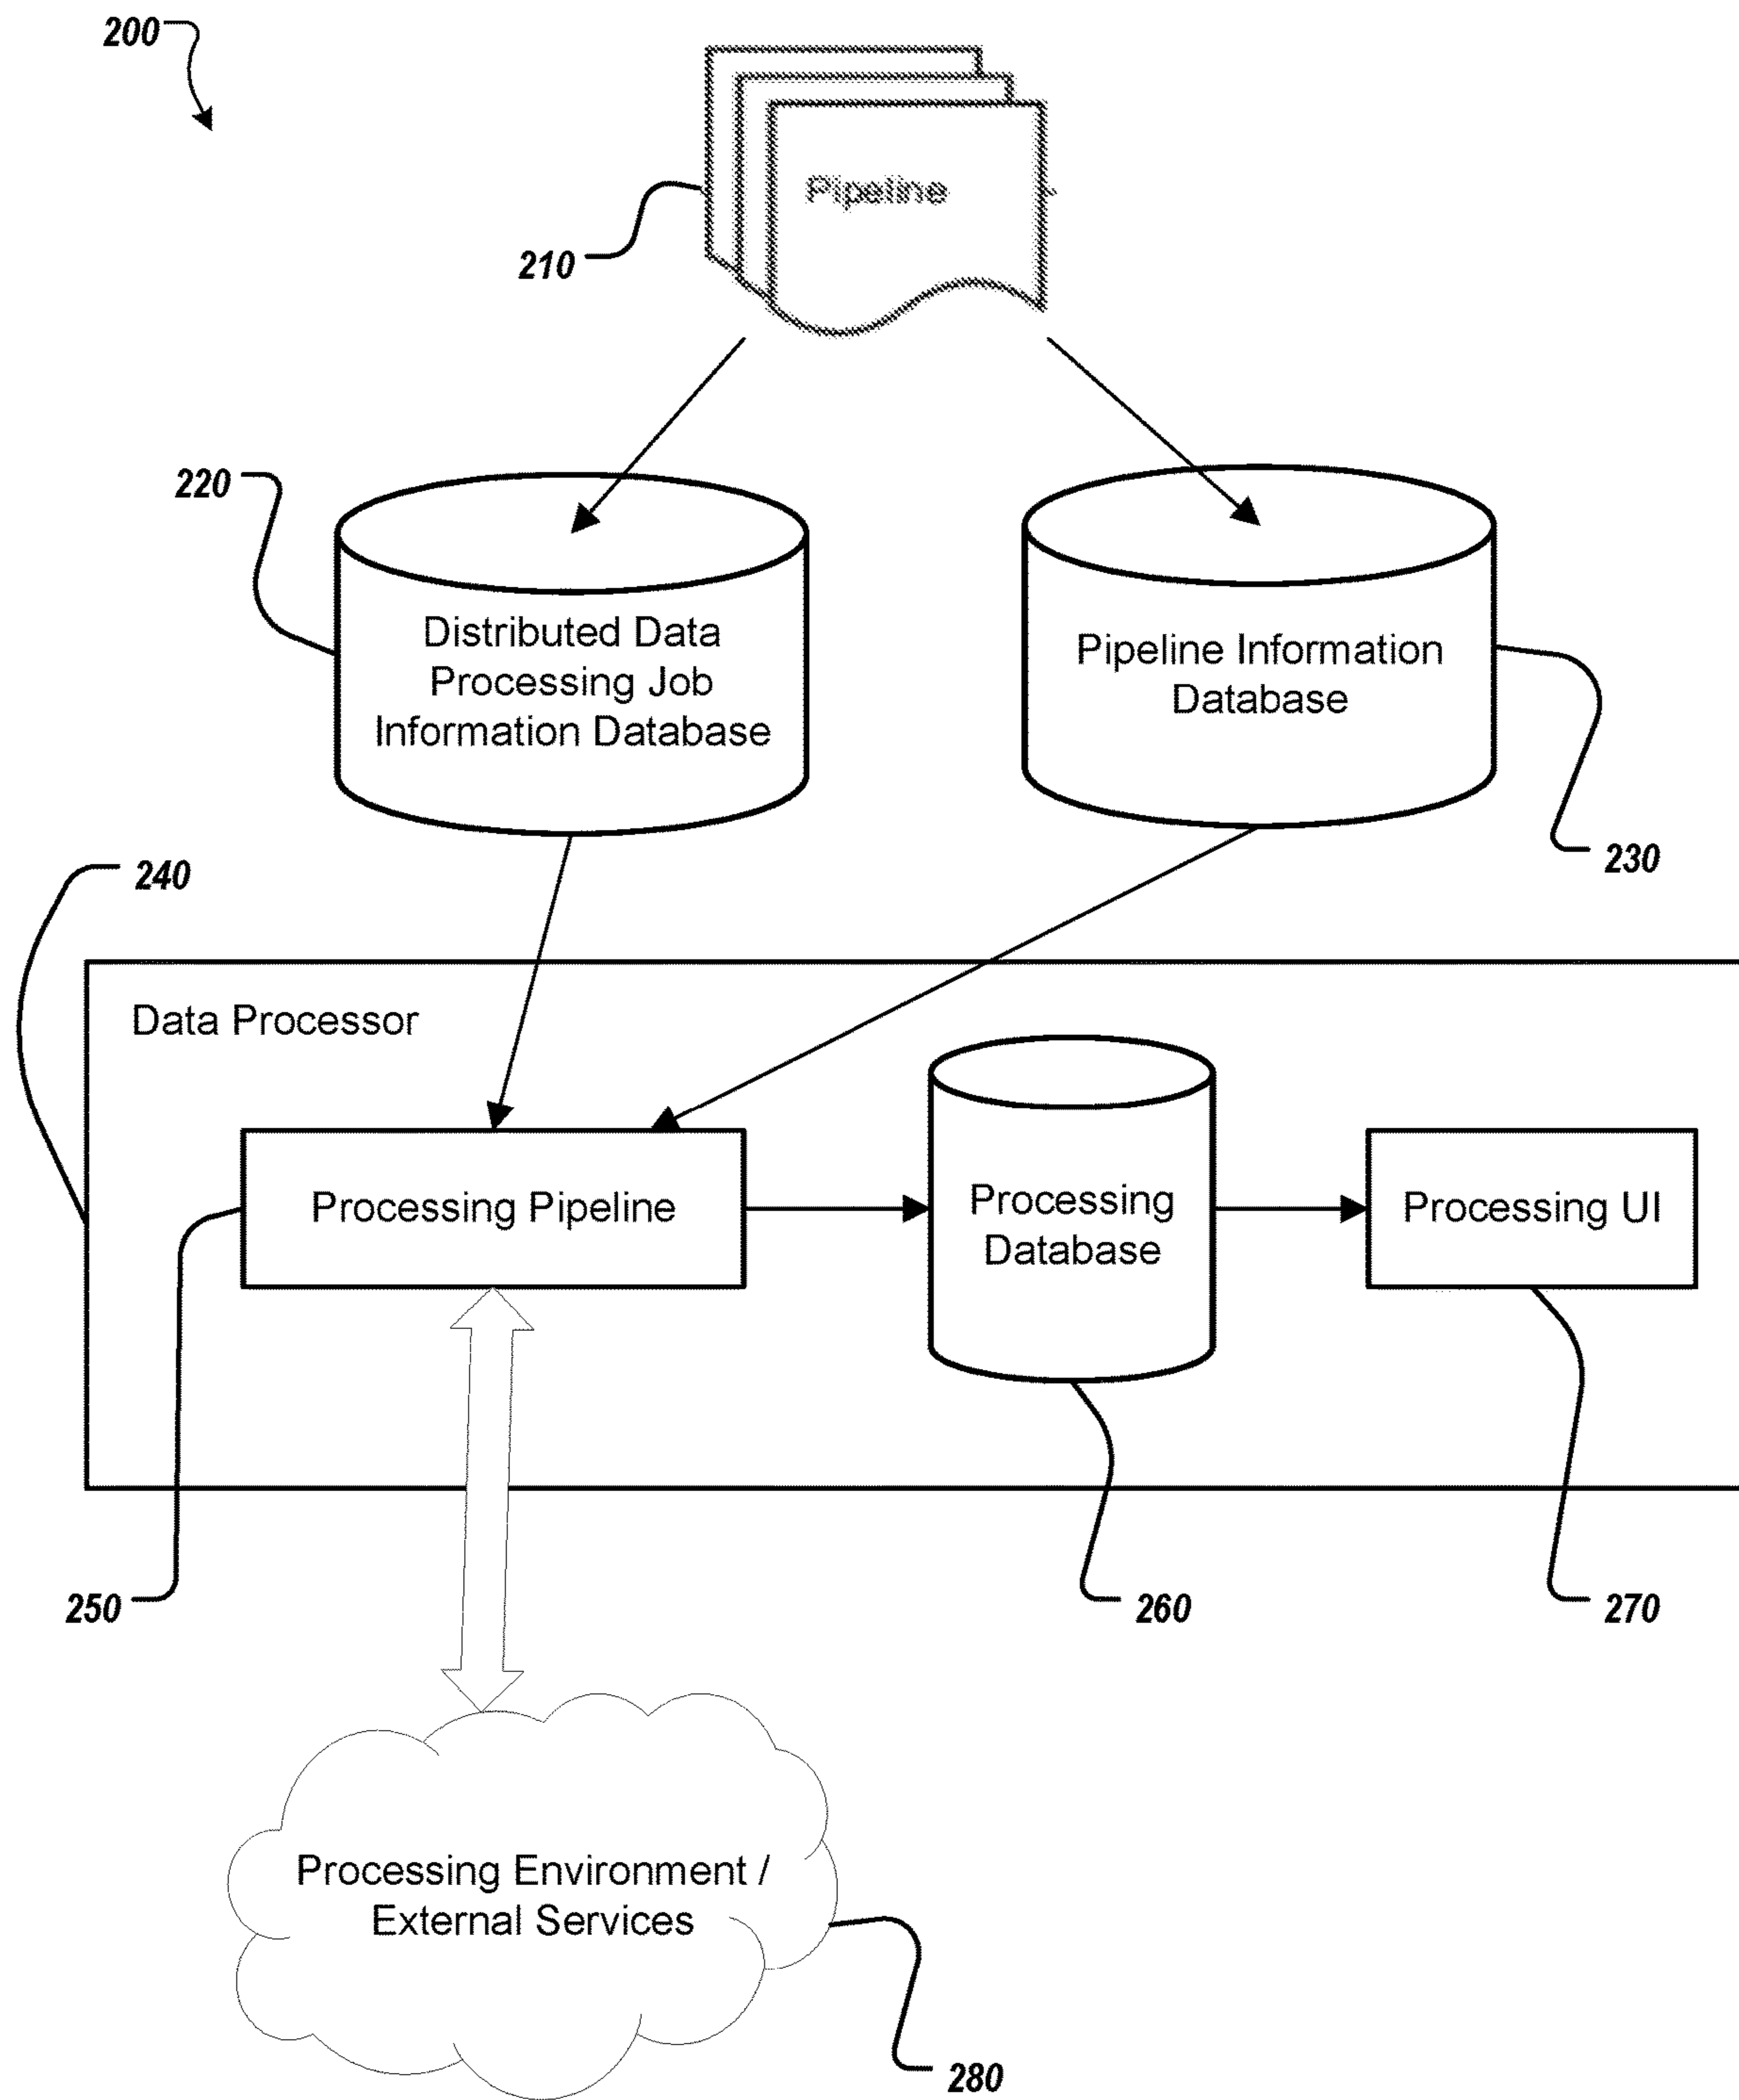 200
Pipeline
210
220
Distributed Data
Processing Job
Information Database
Pipeline Information
Database
230
240
Data Processor
Processing Pipeline
Processing
Database
Processing UI
250
260
270
Processing Environment /
External Services
280